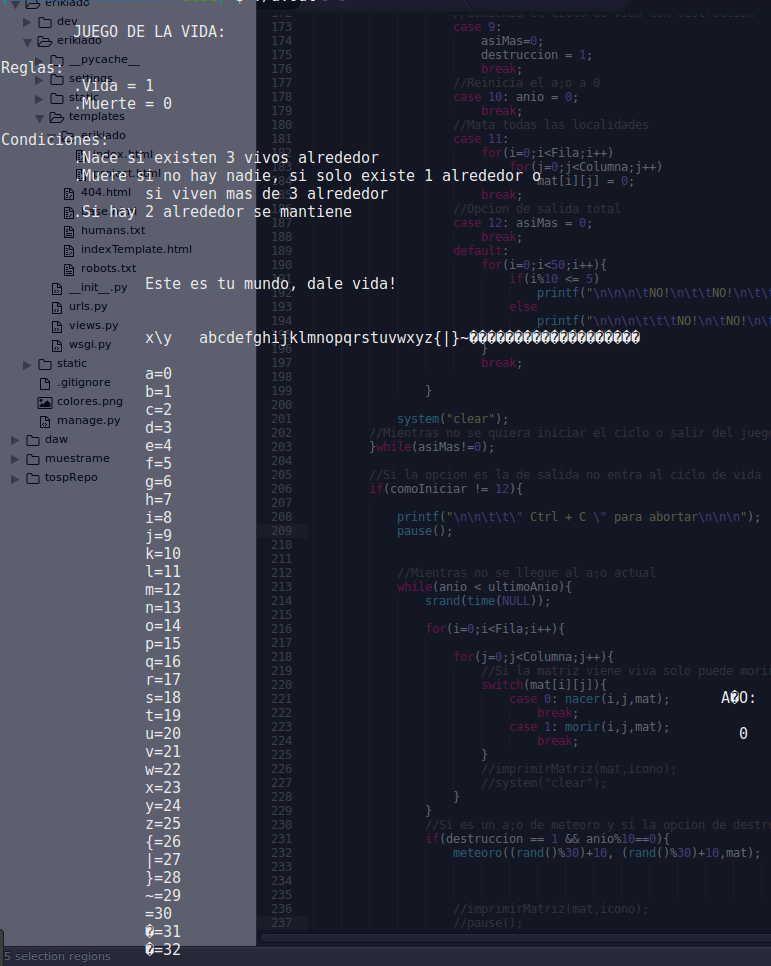 JUEGO DE LA VIDA:
Reglas:
.Vida = 1
.Muerte = 0
Condiciones:
.Nace si existen 3 vivos alrededor
.Muere si no hay nadie, si solo existe 1 alrededor o
si viven mas de 3 alrededor
.Si hay 2 alrededor se mantiene
Este es tu mundo, dale vida!
x\y abcdefghijklmnopqrstuvwxyz{|}~�������������������
a=0
b=1
c=2
d=3
e=4
f=5
g=6
h=7
i=8
j=9
k=10
l=11
m=12
n=13
o=14
p=15
q=16
r=17
s=18
t=19
u=20
v=21
w=22
x=23
y=24
z=25
{=26
|=27
}=28
~=29
=30
�=31
�=32
A�O:
0
erikiado
dev
erikiado
__pycache__
settings
static
templates
erikiado
index.html
404.html
humans.txt
indexTemplate.html
robots.txt
__init__.py
urls.py
views.py
wsgi.py
static
.gitignore
colores.png
manage.py
daw
muestrame
tospRepo
5 selection regions
173 case 9:
174 asiMas=0;
175 destruccion = 1;
176 break;
177 //Reinicia el a;o a 0
178 case 10: anio = 0;
179 break;
180 //Mata todas las localidades
181 case 11:
182 for(i=0;i<Fila;i++)
183 for(j=0;j<Columna;j++)
184 mat[i][j] = 0;
185 break;
186 //Opcion de salida total
187 case 12: asiMas = 0;
188 break;
189 default:
190 for(i=0;i<50;i++){
191 if(i%10 <= 5)
192 printf("\n\n\n\tNO!\n\t\tNO!\n\t\t
193 else
194 printf("\n\n\t\t\tNO!\n\tNO!\n\t
196 }
197 break;
198
199 }
200
201 system("clear");
202 //Mientras no se quiera iniciar el ciclo o salir del juego
203 }while(asiMas!=0);
204
205 //Si la opcion es la de salida no entra al ciclo de vida
206 if(comoIniciar != 12){
207
208 printf("\n\n\t\t\" Ctrl + C \" para abortar\n\n\n");
209 pause();
210
211
212 //Mientras no se llegue al a;o actual
213 while(anio < ultimoAnio){
214 srand(time(NULL));
215
216 for(i=0;i<Fila;i++){
217
218 for(j=0;j<Columna;j++){
219 //Si la matriz viene viva solo puede morir
220 switch(mat[i][j]){
221 case 0: nacer(i,j,mat);
222 break;
223 case 1: morir(i,j,mat);
224 break;
225 }
226 //imprimirMatriz(mat,icono);
227 //system("clear");
228 }
229 }
230 //Si es un a;o de meteoro y si la opcion de destru
231 if(destruccion == 1 && anio%10==0){
232 meteoro((rand()%30)+10, (rand()%30)+10,mat);
233
234
235
236 //imprimirMatriz(mat,icono);
237 //pause();